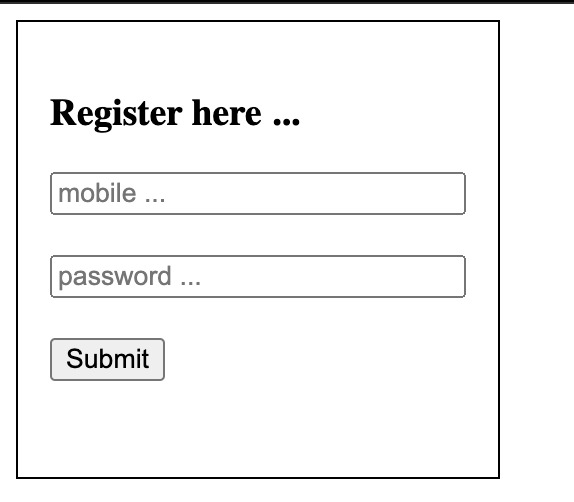 Register here ...
mobile ...
password ...
Submit